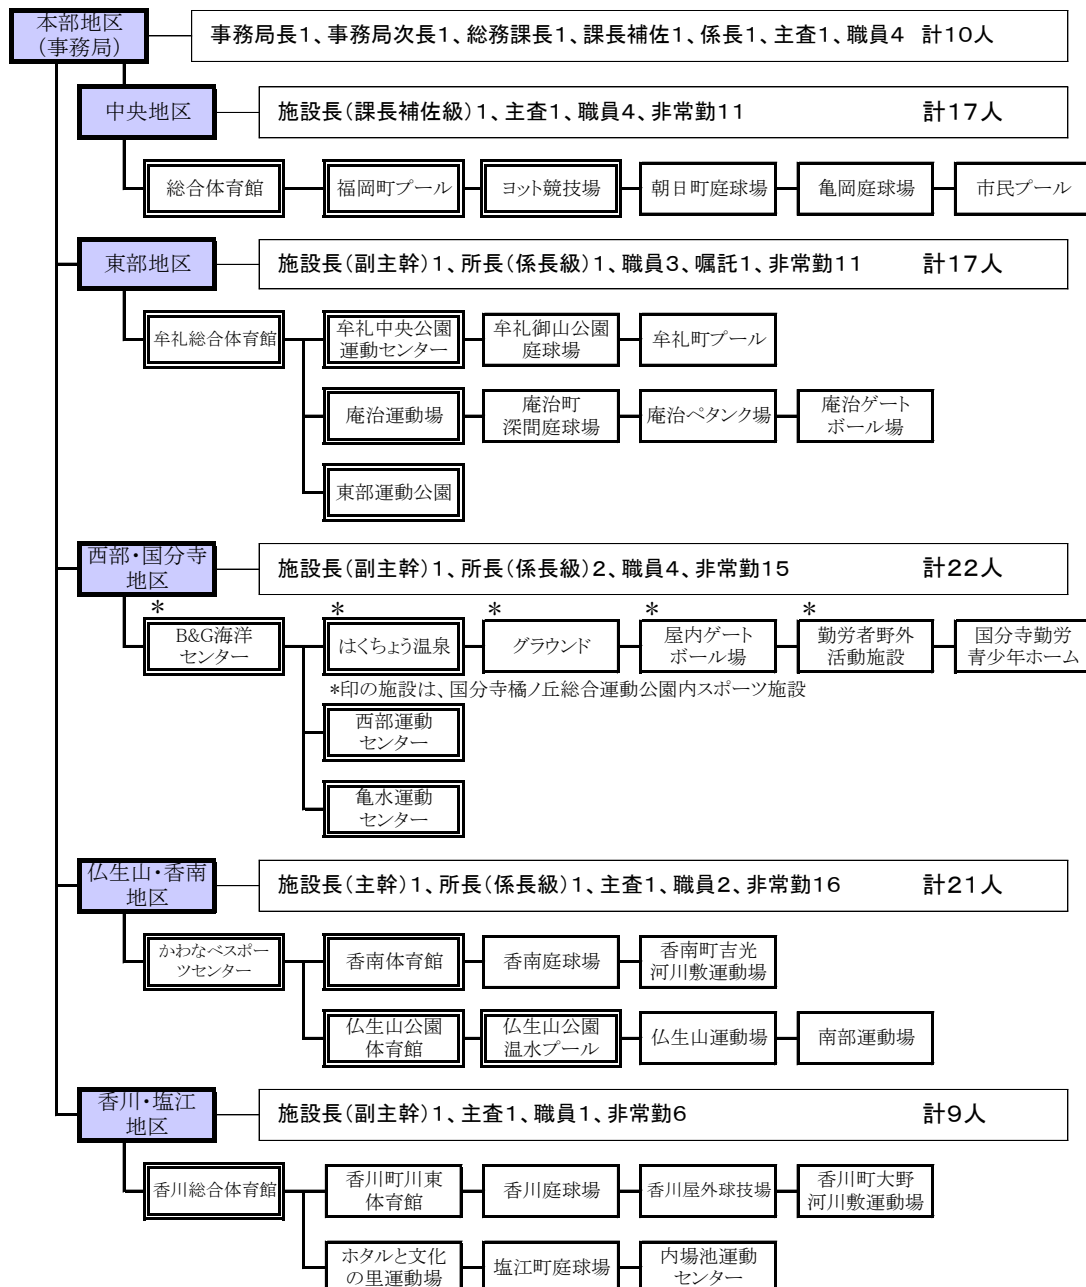 本部地区
(事務局)
事務局長1、事務局次長1、総務課長1、課長補佐1、係長1、主査1、職員4 計10人
中央地区
施設長(課長補佐級)1、主査1、職員4、非常勤11 計17人
総合体育館
福岡町プール
ヨット競技場
朝日町庭球場
亀岡庭球場
市民プール
東部地区
施設長(副主幹)1、所長(係長級)1、職員3、嘱託1、非常勤11 計17人
牟礼総合体育館
牟礼中央公園
運動センター
牟礼御山公園
庭球場
牟礼町プール
庵治運動場
庵治町
深間庭球場
庵治ペタンク場
庵治ゲート
ボール場
東部運動公園
西部・国分寺
地区
施設長(副主幹)1、所長(係長級)2、職員4、非常勤15 計22人
*
B&G海洋
センター
*
はくちょう温泉
*
グラウンド
*
屋内ゲート
ボール場
*
勤労者野外
活動施設
国分寺勤労
青少年ホーム
*印の施設は、国分寺橘ノ丘総合運動公園内スポーツ施設
西部運動
センター
亀水運動
センター
仏生山・香南
地区
施設長(主幹)1、所長(係長級)1、主査1、職員2、非常勤16 計21人
かわなべスポー
ツセンター
香南体育館
香南庭球場
香南町吉光
河川敷運動場
仏生山公園
体育館
仏生山公園
温水プール
仏生山運動場
南部運動場
香川・塩江
地区
施設長(副主幹)1、主査1、職員1、非常勤6 計9人
香川総合体育館
香川町川東
体育館
香川庭球場
香川屋外球技場
香川町大野
河川敷運動場
ホタルと文化
の里運動場
塩江町庭球場
内場池運動
センター